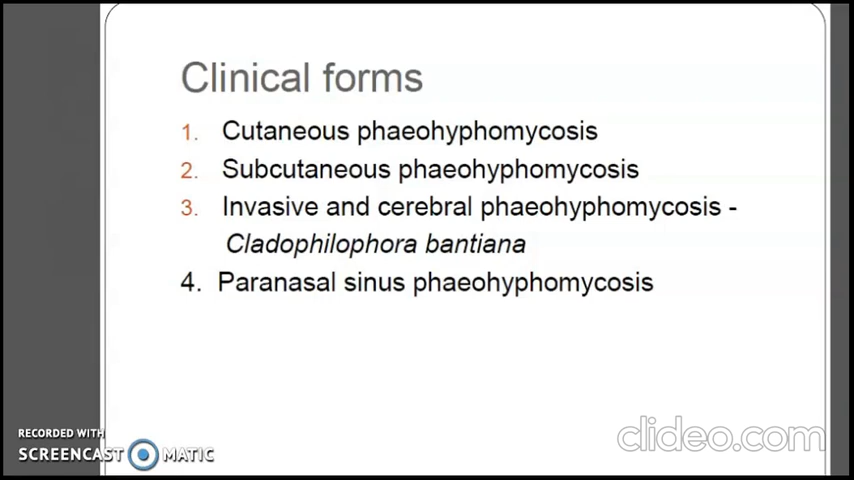 Clinical forms
1. Cutaneous phaeohyphomycosis
2. Subcutaneous phaeohyphomycosis
3. Invasive and cerebral phaeohyphomycosis -
Cladophilophora bantiana
4. Paranasal sinus phaeohyphomycosis
RECORDED WITH
SCREENCAST MATIC
clideo.com